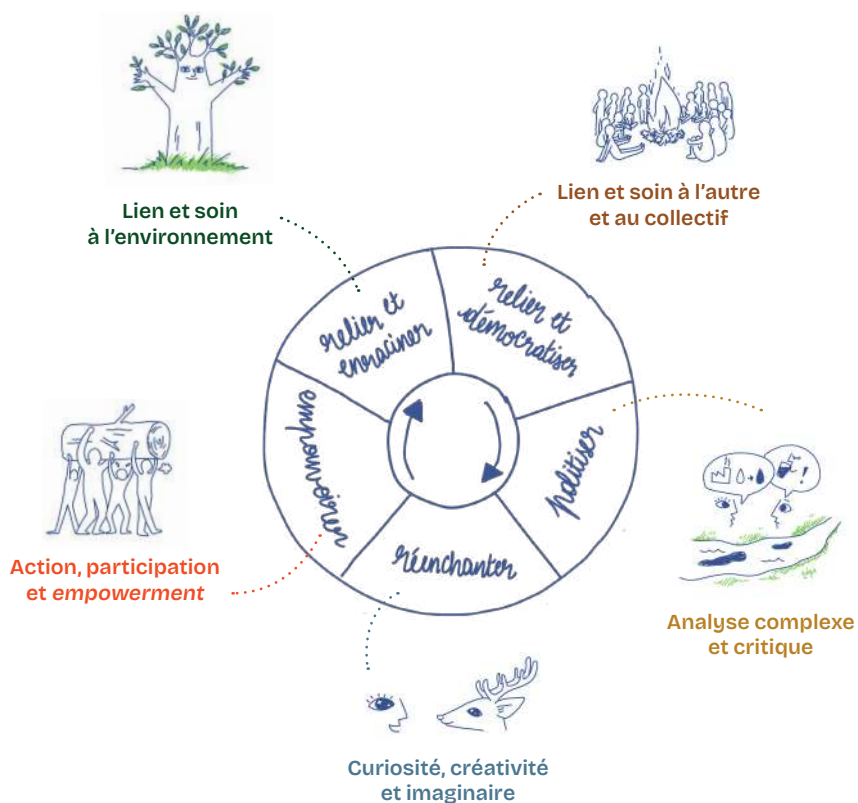 Lien et soin
à l'environnement
Lien et soin à l'autre
et au collectif
relier et
enraciner
relier et
démocratiser
empouvoirer
politiser
réenchanter
!
Action, participation
et empowerment
Analyse complexe
et critique
Curiosité, créativité
et imaginaire